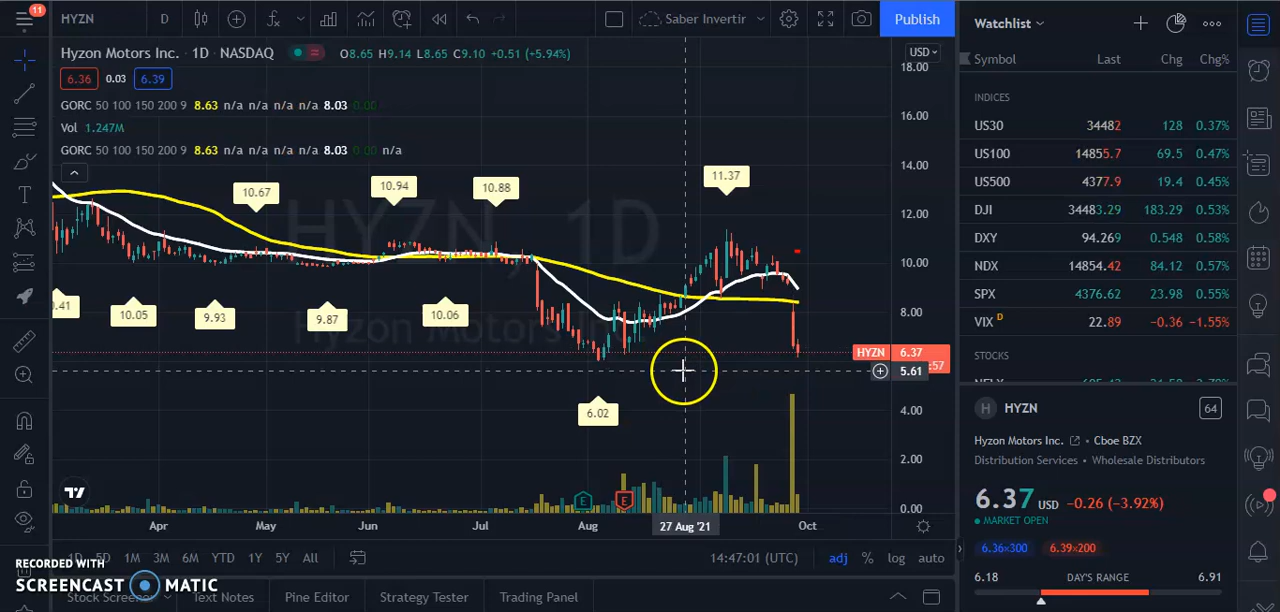 11
HYZN
D
Saber Invertir
Publish
Hyzon Motors Inc. · 1D · NASDAQ
O8.65 H9.14 L8.65 C9.10 +0.51 (+5.94%)
USD
6.36 0.03 6.39
GORC 50 100 150 200 9 8.63 n/a n/a n/a n/a 8.03 0.00
Vol 1.247M
GORC 50 100 150 200 9 8.63 n/a n/a n/a n/a 8.03 0.00 n/a
HYZN, 1D
Hyzon Motors Inc.
18.00
16.00
14.00
12.00
10.00
8.00
4.00
2.00
0.00
10.67
10.94
10.88
11.37
.41
10.05
9.93
9.87
10.06
6.02
HYZN 6.37
:57
5.61
E
E
Apr May Jun Jul Aug 27 Aug '21 Oct
1D 5D 1M 3M 6M YTD 1Y 5Y All
14:47:01 (UTC) adj % log auto
RECORDED WITH
SCREENCAST MATIC
Stock Screener Text Notes Pine Editor Strategy Tester Trading Panel
Watchlist
Symbol Last Chg Chg%
INDICES
US30 34482 128 0.37%
US100 14855.7 69.5 0.47%
US500 4377.9 19.4 0.45%
DJI 34483.29 183.29 0.53%
DXY 94.269 0.548 0.58%
NDX 14854.42 84.12 0.57%
SPX 4376.62 23.98 0.55%
VIX D 22.89 -0.36 -1.55%
STOCKS
H HYZN 64
Hyzon Motors Inc. • Cboe BZX
Distribution Services • Wholesale Distributors
6.37 USD -0.26 (-3.92%)
MARKET OPEN
6.36×300 6.39×200
6.18 DAY'S RANGE 6.91